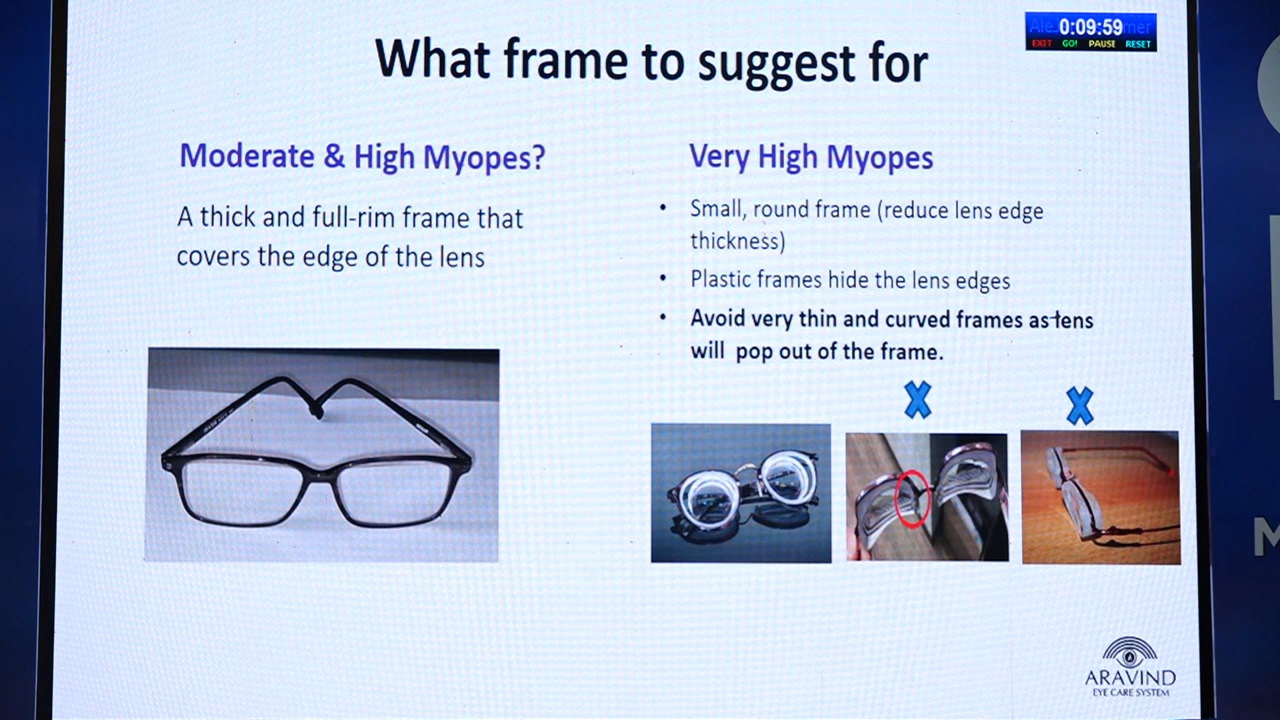 0:09:59
EXIT GO! PAUSE RESET
What frame to suggest for
Moderate & High Myopes?
A thick and full-rim frame that
covers the edge of the lens
Very High Myopes
• Small, round frame (reduce lens edge
thickness)
• Plastic frames hide the lens edges
• Avoid very thin and curved frames as lens
will pop out of the frame.
ARAVIND
EYE CARE SYSTEM
M